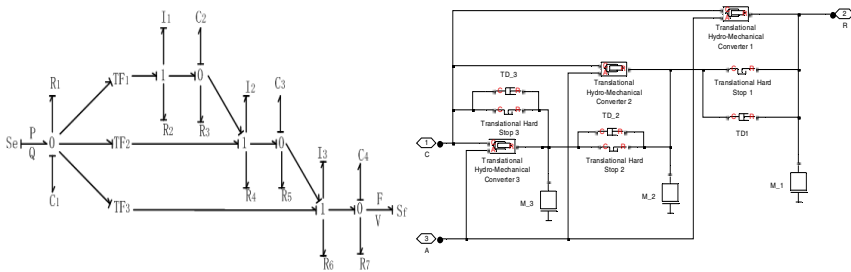 I1
C2
R1
TF1
1
0
I2
C3
R2
R3
Se
P
Q
0
TF2
1
0
I3
C4
C1
R4
R5
TF3
1
0
F
V
Sf
R6
R7
Translational
Hydro-Mechanical
Converter 1
2
R
TD_3
Translational
Hydro-Mechanical
Converter 2
Translational Hard
Stop 1
Translational Hard
Stop 3
TD_2
TD1
1
C
Translational
Hydro-Mechanical
Converter 3
Translational Hard
Stop 2
M_3
M_2
M_1
3
A